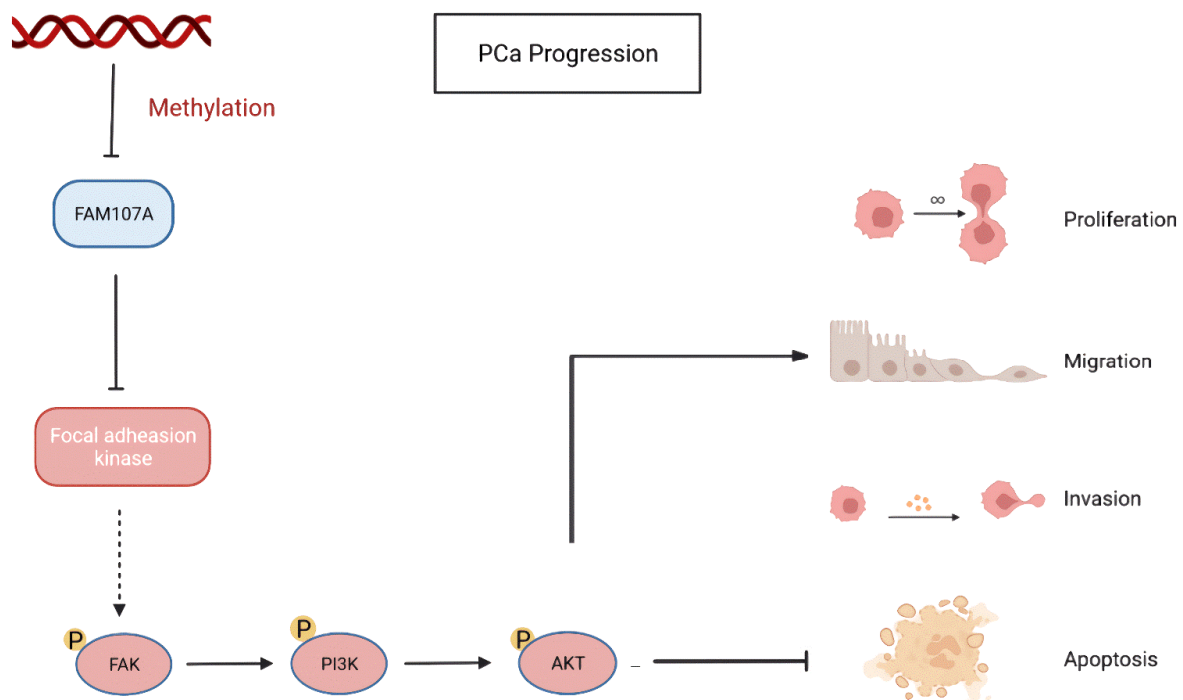 PCa Progression
Methylation
FAM107A
∞
Proliferation
Migration
Focal adheasion
kinase
Invasion
P
FAK
P
PI3K
P
AKT
_
Apoptosis